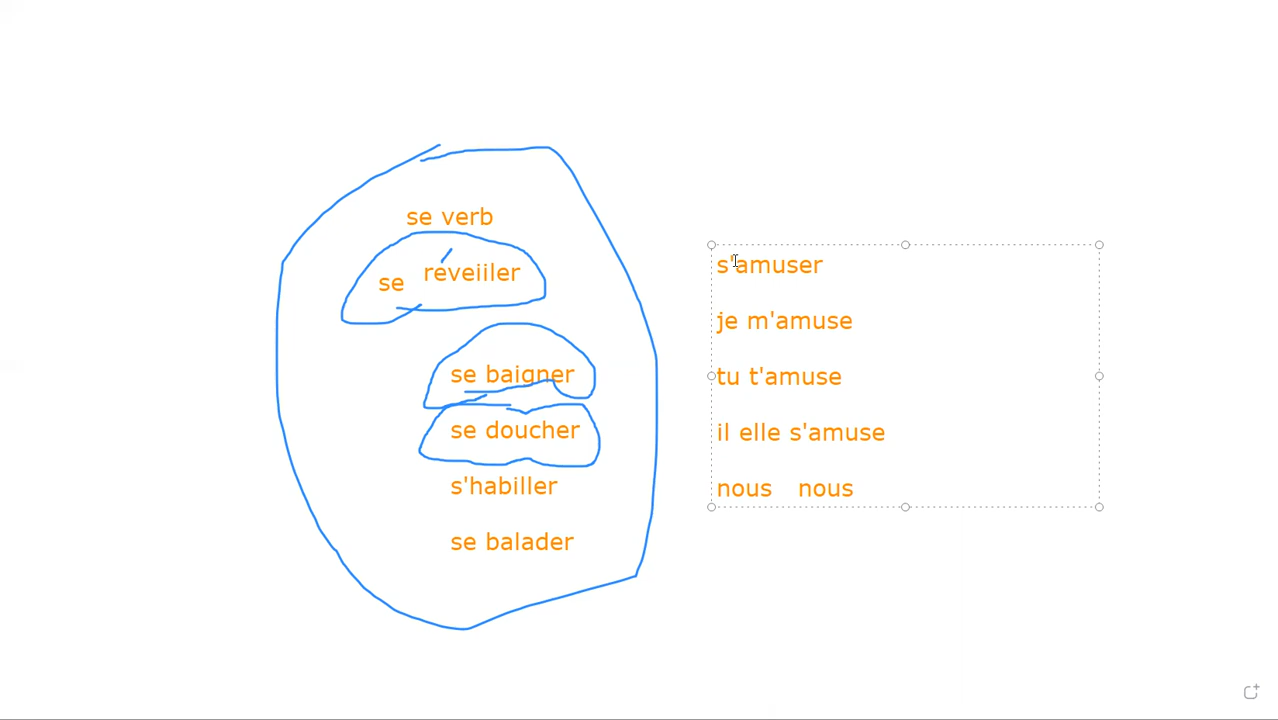 se verb
se réveiiler
se baigner
se doucher
s'habiller
se balader
s'amuser
je m'amuse
tu t'amuse
il elle s'amuse
nous nous